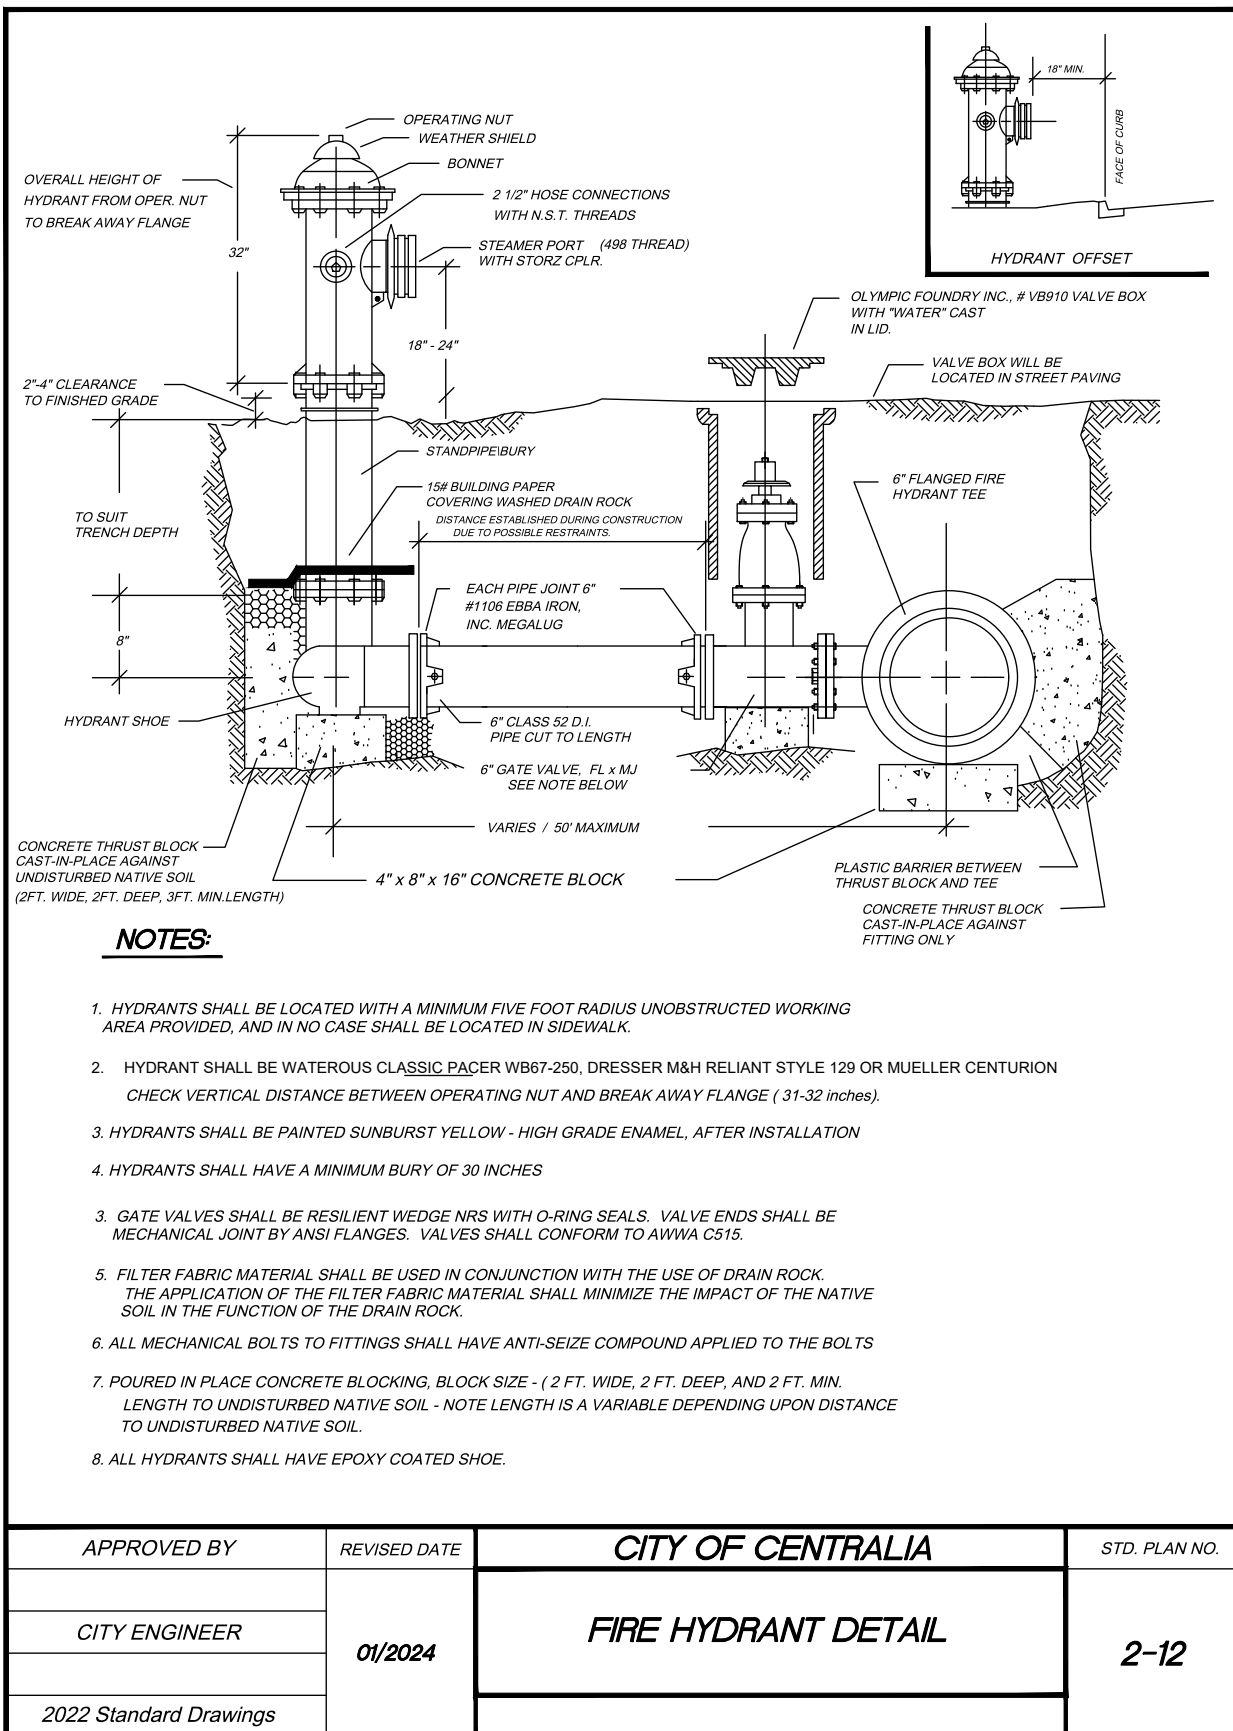 18" MIN.
FACE OF CURB
HYDRANT OFFSET
OPERATING NUT
WEATHER SHIELD
BONNET
OVERALL HEIGHT OF
HYDRANT FROM OPER. NUT
TO BREAK AWAY FLANGE
2 1/2" HOSE CONNECTIONS
WITH N.S.T. THREADS
32"
STEAMER PORT (498 THREAD)
WITH STORZ CPLR.
18" - 24"
OLYMPIC FOUNDRY INC., # VB910 VALVE BOX
WITH "WATER" CAST
IN LID.
VALVE BOX WILL BE
LOCATED IN STREET PAVING
2"-4" CLEARANCE
TO FINISHED GRADE
STANDPIPE\BURY
15# BUILDING PAPER
COVERING WASHED DRAIN ROCK
DISTANCE ESTABLISHED DURING CONSTRUCTION
DUE TO POSSIBLE RESTRAINTS.
6" FLANGED FIRE
HYDRANT TEE
TO SUIT
TRENCH DEPTH
EACH PIPE JOINT 6"
#1106 EBBA IRON,
INC. MEGALUG
8"
HYDRANT SHOE
6" CLASS 52 D.I.
PIPE CUT TO LENGTH
6" GATE VALVE, FL x MJ
SEE NOTE BELOW
VARIES / 50' MAXIMUM
CONCRETE THRUST BLOCK
CAST-IN-PLACE AGAINST
UNDISTURBED NATIVE SOIL
(2FT. WIDE, 2FT. DEEP, 3FT. MIN.LENGTH)
4" x 8" x 16" CONCRETE BLOCK
PLASTIC BARRIER BETWEEN
THRUST BLOCK AND TEE
CONCRETE THRUST BLOCK
CAST-IN-PLACE AGAINST
FITTING ONLY
NOTES:
1. HYDRANTS SHALL BE LOCATED WITH A MINIMUM FIVE FOOT RADIUS UNOBSTRUCTED WORKING
AREA PROVIDED, AND IN NO CASE SHALL BE LOCATED IN SIDEWALK.
2. HYDRANT SHALL BE WATEROUS CLASSIC PACER WB67-250, DRESSER M&H RELIANT STYLE 129 OR MUELLER CENTURION
CHECK VERTICAL DISTANCE BETWEEN OPERATING NUT AND BREAK AWAY FLANGE ( 31-32 inches).
3. HYDRANTS SHALL BE PAINTED SUNBURST YELLOW - HIGH GRADE ENAMEL, AFTER INSTALLATION
4. HYDRANTS SHALL HAVE A MINIMUM BURY OF 30 INCHES
3. GATE VALVES SHALL BE RESILIENT WEDGE NRS WITH O-RING SEALS. VALVE ENDS SHALL BE
MECHANICAL JOINT BY ANSI FLANGES. VALVES SHALL CONFORM TO AWWA C515.
5. FILTER FABRIC MATERIAL SHALL BE USED IN CONJUNCTION WITH THE USE OF DRAIN ROCK.
THE APPLICATION OF THE FILTER FABRIC MATERIAL SHALL MINIMIZE THE IMPACT OF THE NATIVE
SOIL IN THE FUNCTION OF THE DRAIN ROCK.
6. ALL MECHANICAL BOLTS TO FITTINGS SHALL HAVE ANTI-SEIZE COMPOUND APPLIED TO THE BOLTS
7. POURED IN PLACE CONCRETE BLOCKING, BLOCK SIZE - ( 2 FT. WIDE, 2 FT. DEEP, AND 2 FT. MIN.
LENGTH TO UNDISTURBED NATIVE SOIL - NOTE LENGTH IS A VARIABLE DEPENDING UPON DISTANCE
TO UNDISTURBED NATIVE SOIL.
8. ALL HYDRANTS SHALL HAVE EPOXY COATED SHOE.
APPROVED BY
REVISED DATE
CITY OF CENTRALIA
STD. PLAN NO.
CITY ENGINEER
01/2024
FIRE HYDRANT DETAIL
2-12
2022 Standard Drawings